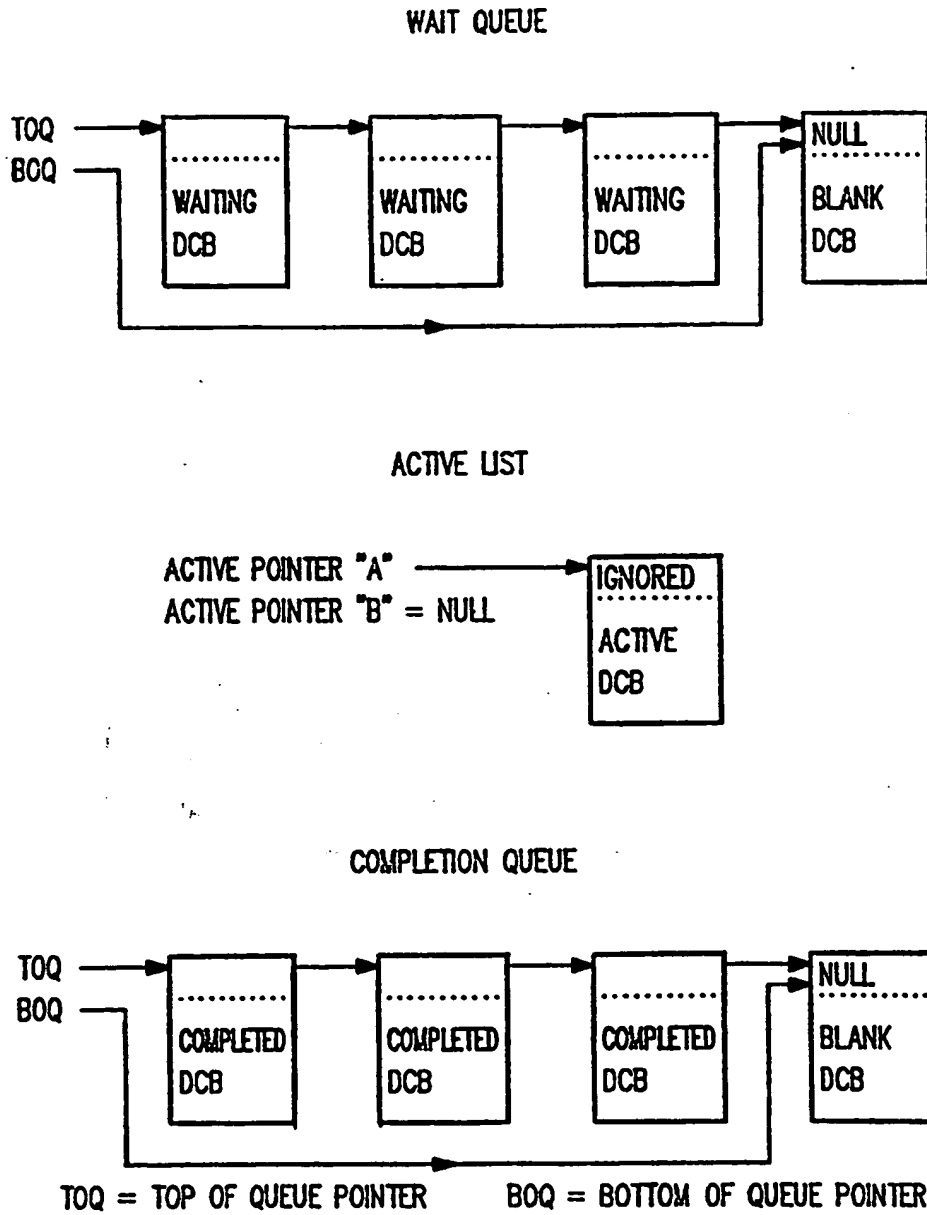 WAIT QUEUE
TOQ
BOQ
WAITING
DCB
WAITING
DCB
WAITING
DCB
NULL
BLANK
DCB
ACTIVE LIST
ACTIVE POINTER "A"
ACTIVE POINTER "B" = NULL
IGNORED
ACTIVE
DCB
COMPLETION QUEUE
TOQ
BOQ
COMPLETED
DCB
COMPLETED
DCB
COMPLETED
DCB
NULL
BLANK
DCB
TOQ = TOP OF QUEUE POINTER BOQ = BOTTOM OF QUEUE POINTER